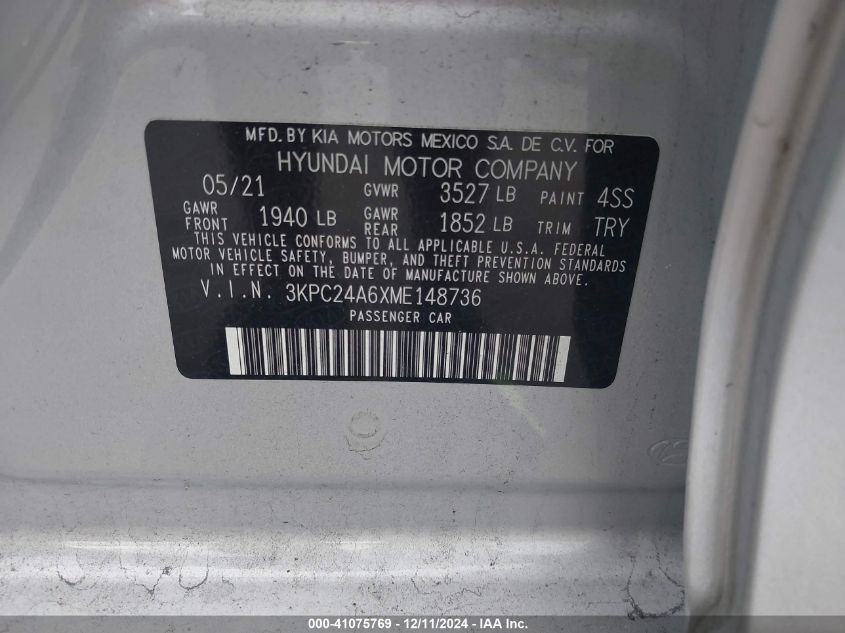 MFD. BY KIA MOTORS MEXICO S.A. DE C.V. FOR
HYUNDAI MOTOR COMPANY
05/21 GVWR 3527 LB PAINT 4SS
GAWR FRONT 1940 LB GAWR REAR 1852 LB TRIM TRY
THIS VEHICLE CONFORMS TO ALL APPLICABLE U.S.A. FEDERAL
MOTOR VEHICLE SAFETY, BUMPER, AND THEFT PREVENTION STANDARDS
IN EFFECT ON THE DATE OF MANUFACTURE SHOWN ABOVE.
V.I.N. 3KPC24A6XME148736
PASSENGER CAR
000-41075769 - 12/11/2024 - IAA Inc.